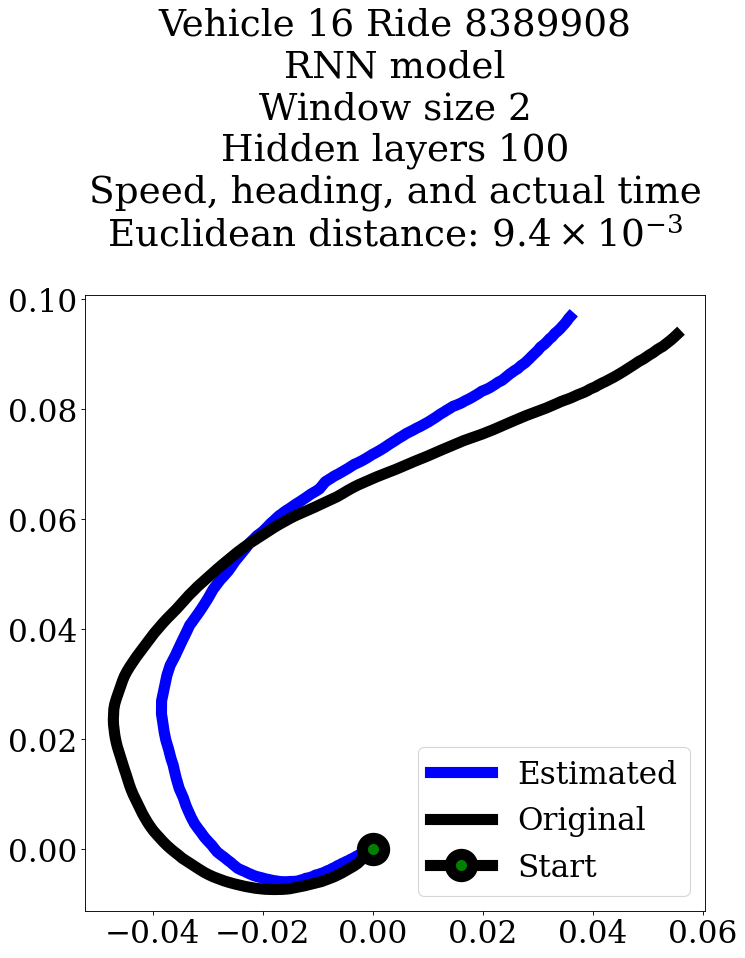 Vehicle 16 Ride 8389908
RNN model
Window size 2
Hidden layers 100
Speed, heading, and actual time
Euclidean distance: 9.4 × 10⁻³
0.10
0.08
0.06
0.04
0.02
0.00
Estimated
Original
Start
−0.04 −0.02 0.00 0.02 0.04 0.06